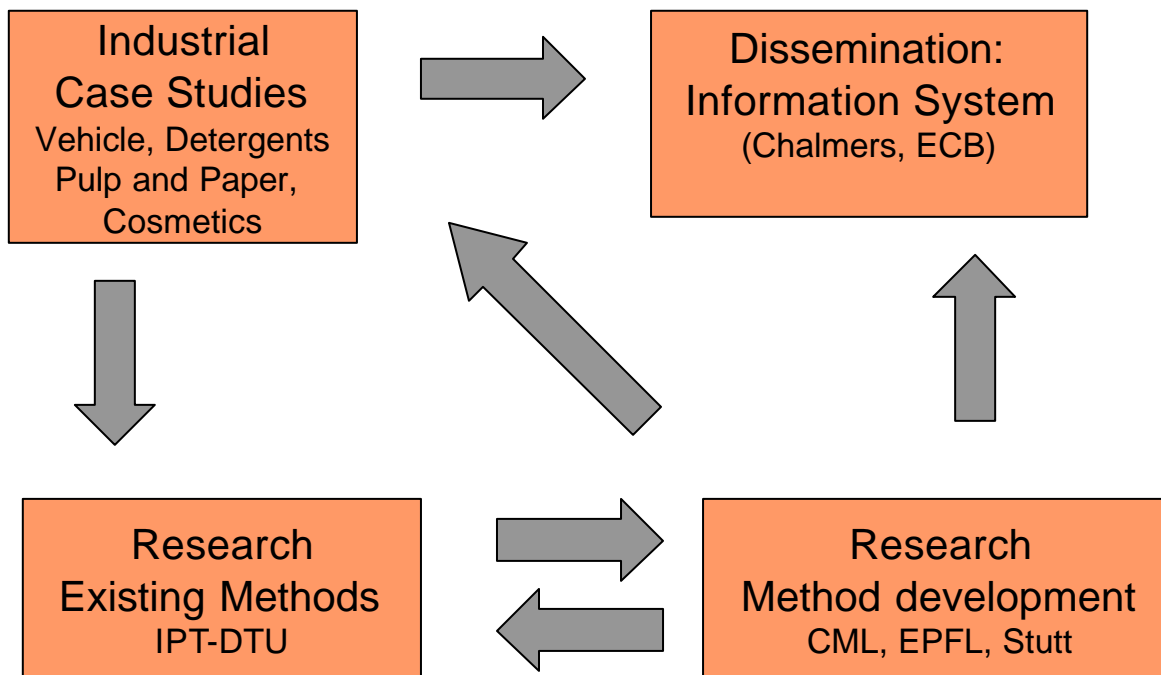 Industrial
Case Studies
Vehicle, Detergents
Pulp and Paper,
Cosmetics
Dissemination:
Information System
(Chalmers, ECB)
Research
Existing Methods
IPT-DTU
Research
Method development
CML, EPFL, Stutt